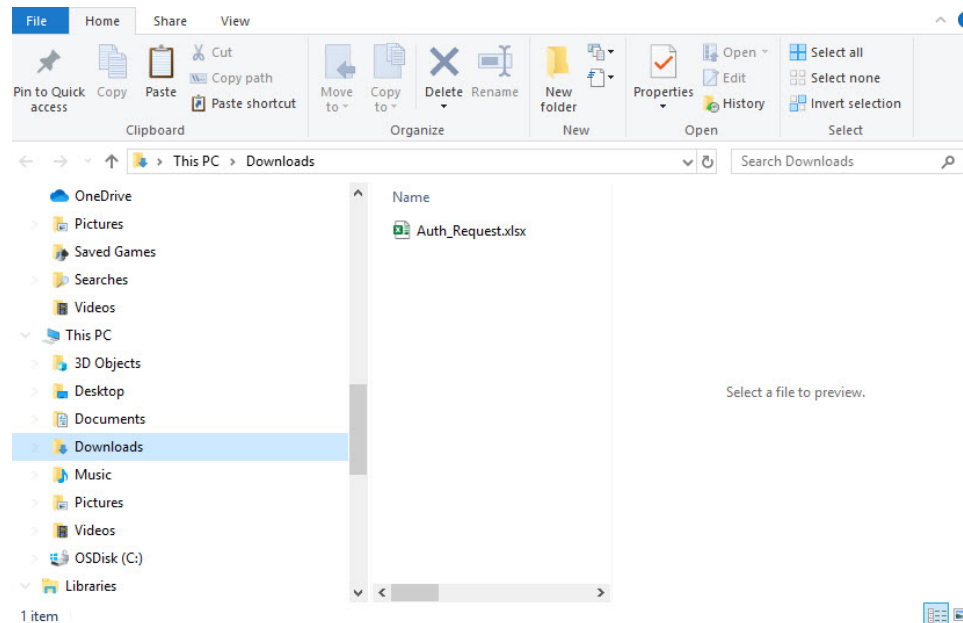 File Home Share View
Pin to Quick access
Copy
Paste
Cut
Copy path
Paste shortcut
Clipboard
Move to
Copy to
Delete
Rename
Organize
New folder
New
Properties
Open
Edit
History
Open
Select all
Select none
Invert selection
Select
This PC > Downloads
Search Downloads
OneDrive
Pictures
Saved Games
Searches
Videos
This PC
3D Objects
Desktop
Documents
Downloads
Music
Pictures
Videos
OSDisk (C:)
Libraries
Name
Auth_Request.xlsx
Select a file to preview.
1 item